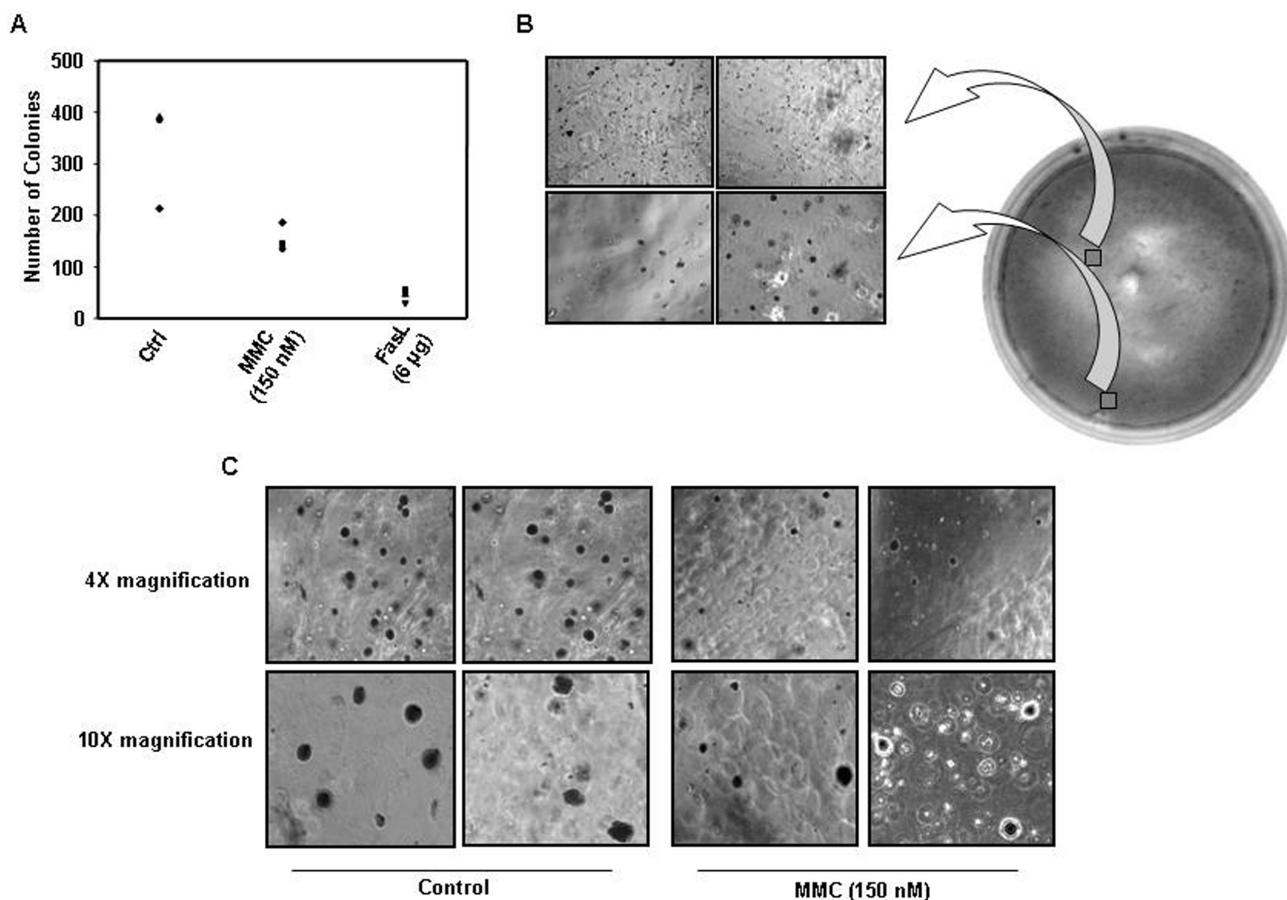 A
B
500
400
300
200
100
0
Number of Colonies
Ctrl
MMC
(150 nM)
FasL
(6 µg)
C
4X magnification
10X magnification
Control
MMC (150 nM)